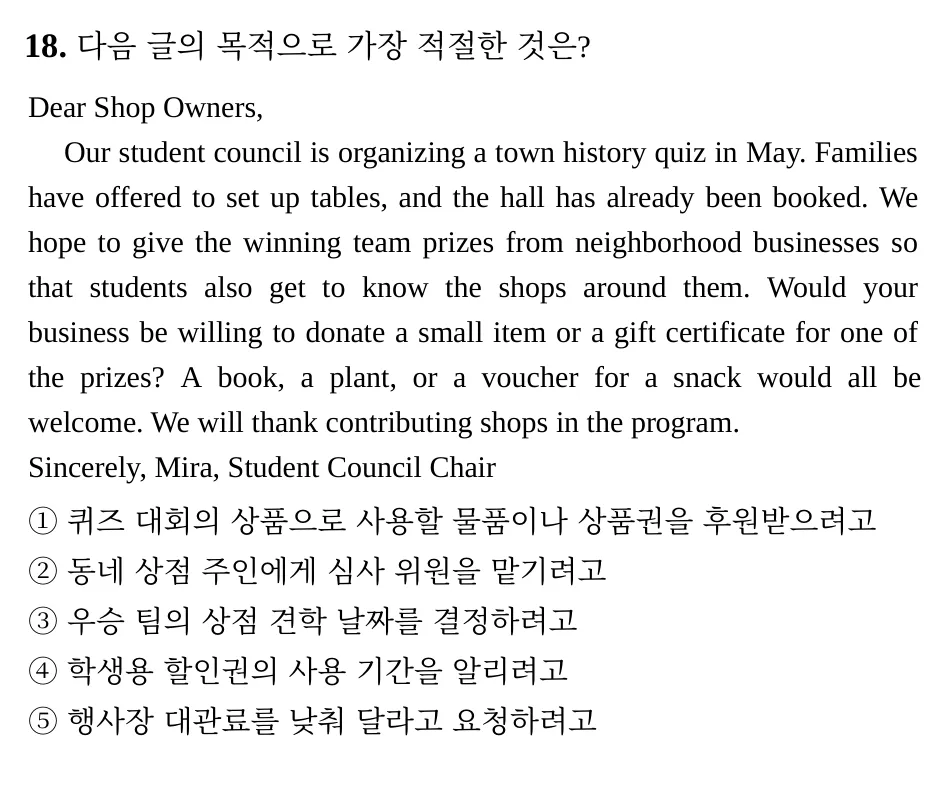 18. 다음 글의 목적으로 가장 적절한 것은?
Dear Shop Owners,
Our student council is organizing a town history quiz in May. Families
have offered to set up tables, and the hall has already been booked. We
hope to give the winning team prizes from neighborhood businesses so
that students also get to know the shops around them. Would your
business be willing to donate a small item or a gift certificate for one of
the prizes? A book, a plant, or a voucher for a snack would all be
welcome. We will thank contributing shops in the program.
Sincerely, Mira, Student Council Chair
① 퀴즈 대회의 상품으로 사용할 물품이나 상품권을 후원받으려고
② 동네 상점 주인에게 심사 위원을 맡기려고
③ 우승 팀의 상점 견학 날짜를 결정하려고
④ 학생용 할인권의 사용 기간을 알리려고
⑤ 행사장 대관료를 낮춰 달라고 요청하려고